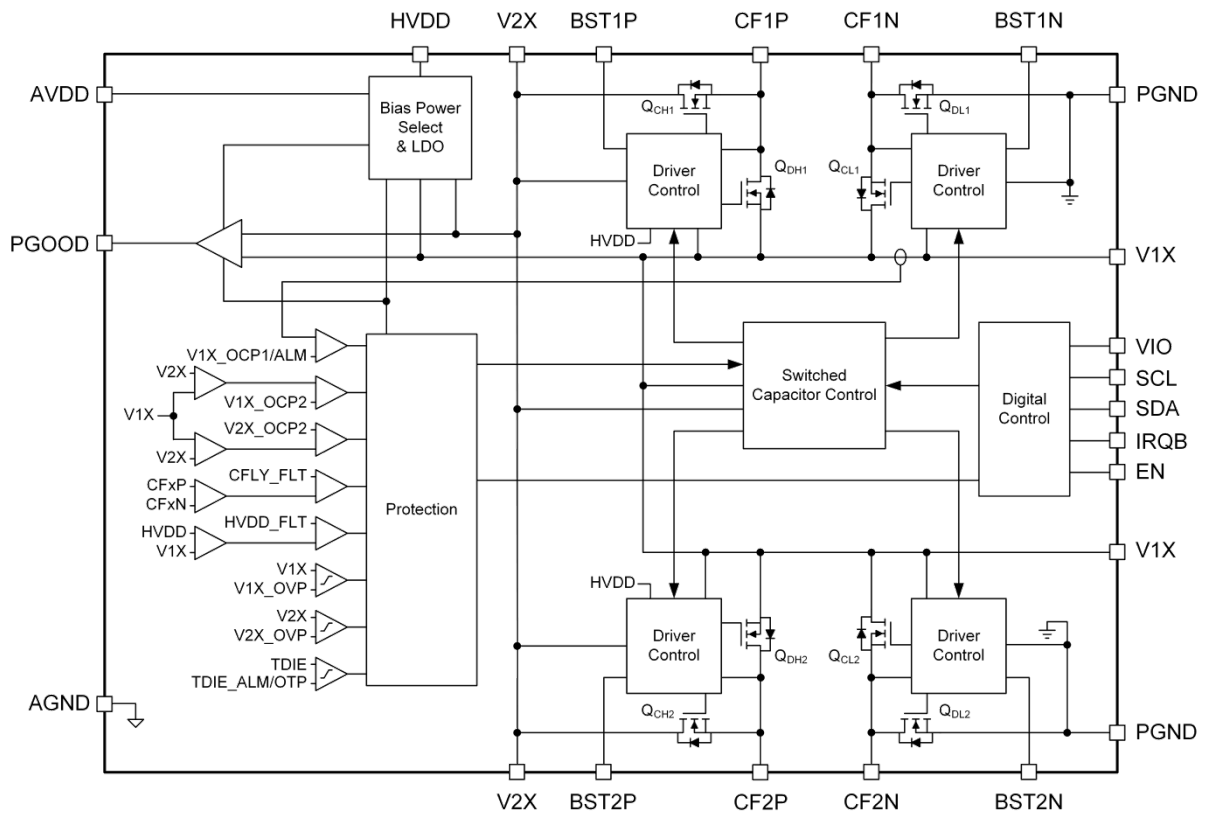 HVDD V2X BST1P CF1P CF1N BST1N
AVDD
PGND
Bias Power
Select
& LDO
QCH1
QDL1
Driver
Control
QDH1
QCL1
Driver
Control
PGOOD
HVDD
V1X
V1X_OCP1/ALM
V2X
V1X_OCP2
V1X
V2X_OCP2
V2X
CFLY_FLT
CFxP
CFxN
HVDD_FLT
HVDD
V1X
V1X
V1X_OVP
V2X
V2X_OVP
TDIE
TDIE_ALM/OTP
Protection
Switched
Capacitor Control
Digital
Control
VIO
SCL
SDA
IRQB
EN
V1X
HVDD
Driver
Control
QDH2
QCL2
Driver
Control
QCH2
QDL2
AGND
PGND
V2X BST2P CF2P CF2N BST2N